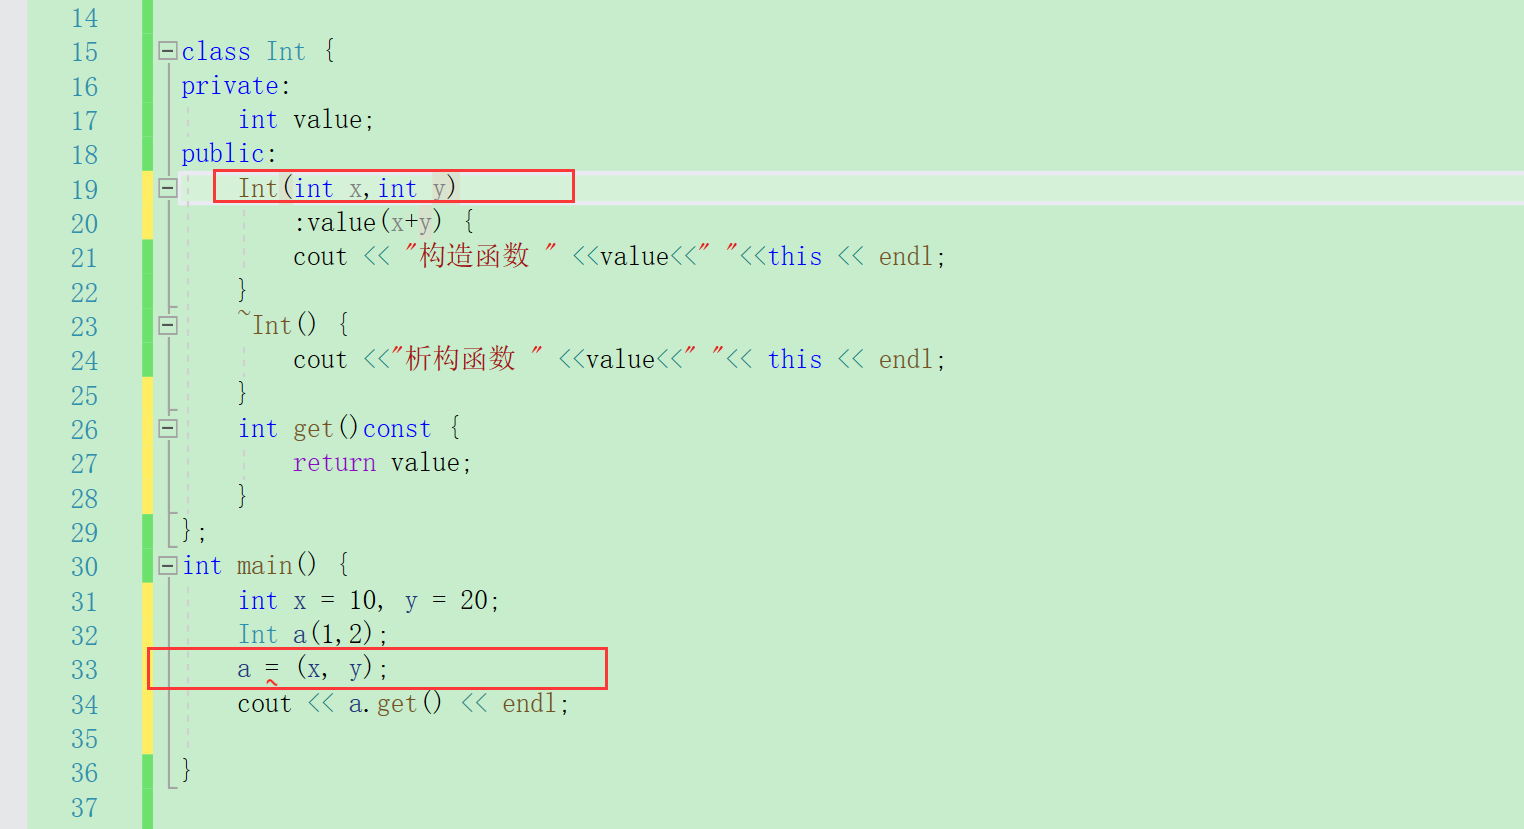 14
15 class Int {
16 private:
17     int value;
18 public:
19     Int(int x,int y)
20         :value(x+y) {
21         cout << "构造函数 " <<value<<" "<<this << endl;
22     }
23     ~Int() {
24         cout <<"析构函数 " <<value<<" "<< this << endl;
25     }
26     int get()const {
27         return value;
28     }
29 };
30 int main() {
31     int x = 10, y = 20;
32     Int a(1,2);
33     a = (x, y);
34     cout << a.get() << endl;
35
36 }
37